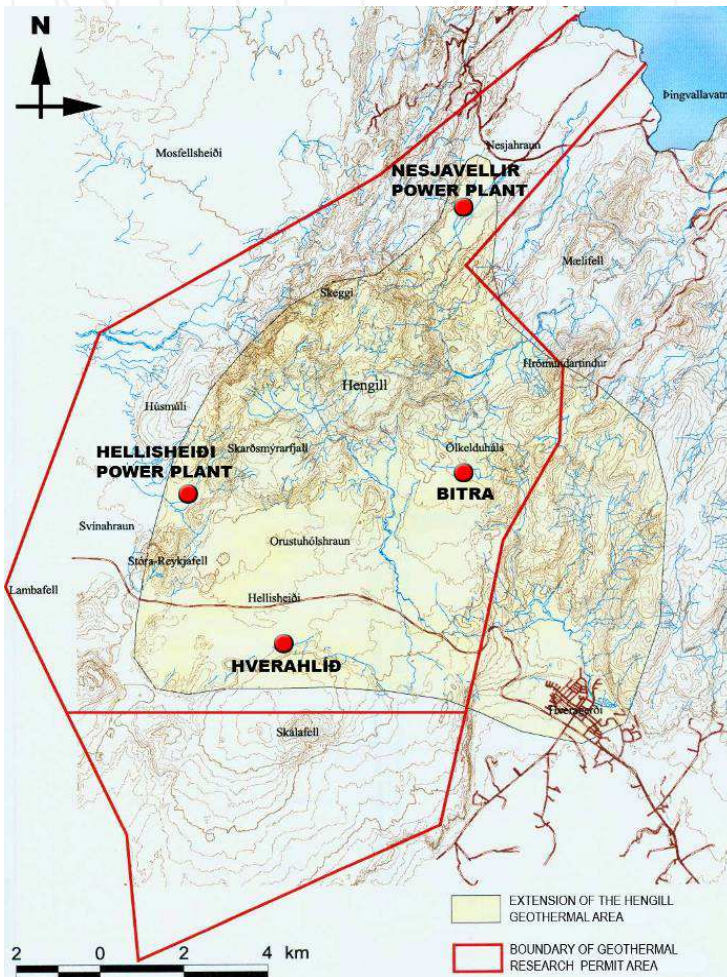 N
Þingvallavatn
Mosfellsheiði
Nesjahraun
NESJAVELLIR
POWER PLANT
Mælifell
Skeggi
Hrómundartindur
Hengill
Húsmúli
HELLISHEIÐI
POWER PLANT
Skarðsmýrarfjall
Ölkelduháls
BITRA
Svínahraun
Orustuhólshraun
Stóra-Reykjafell
Lambafell
Hellisheiði
HVERAHLÍÐ
Hveragerði
Skálafell
EXTENSION OF THE HENGILL
GEOTHERMAL AREA
BOUNDARY OF GEOTHERMAL
RESEARCH PERMIT AREA
2 0 2 4 km